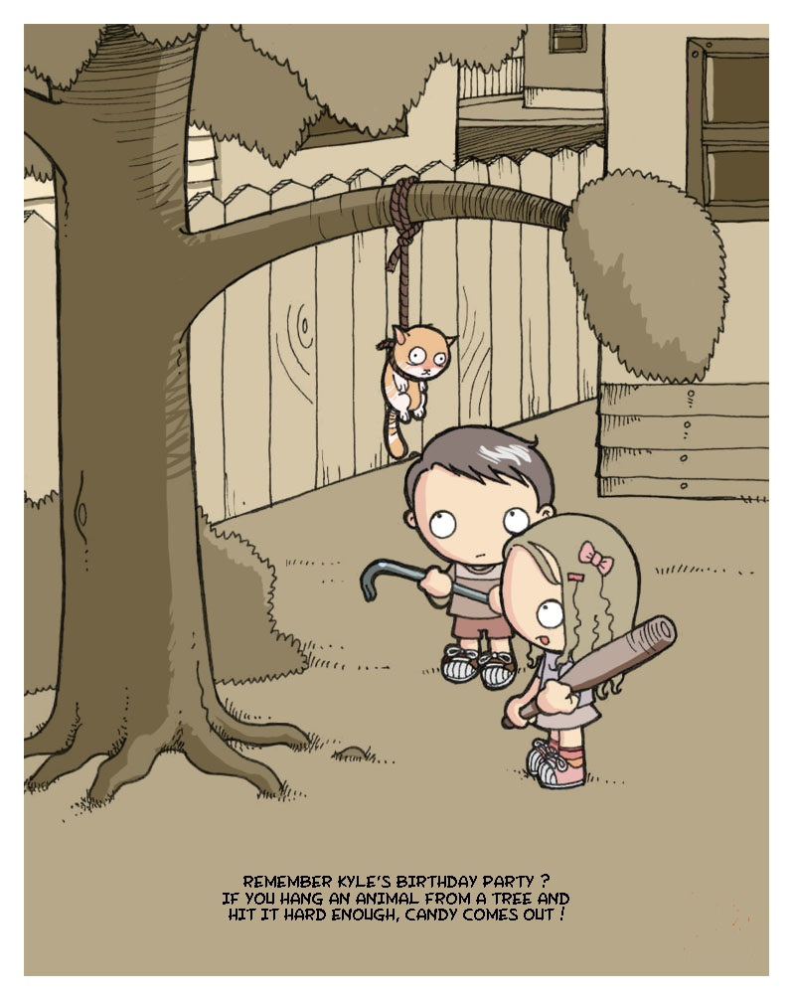 REMEMBER KYLE'S BIRTHDAY PARTY ?
IF YOU HANG AN ANIMAL FROM A TREE AND
HIT IT HARD ENOUGH, CANDY COMES OUT !